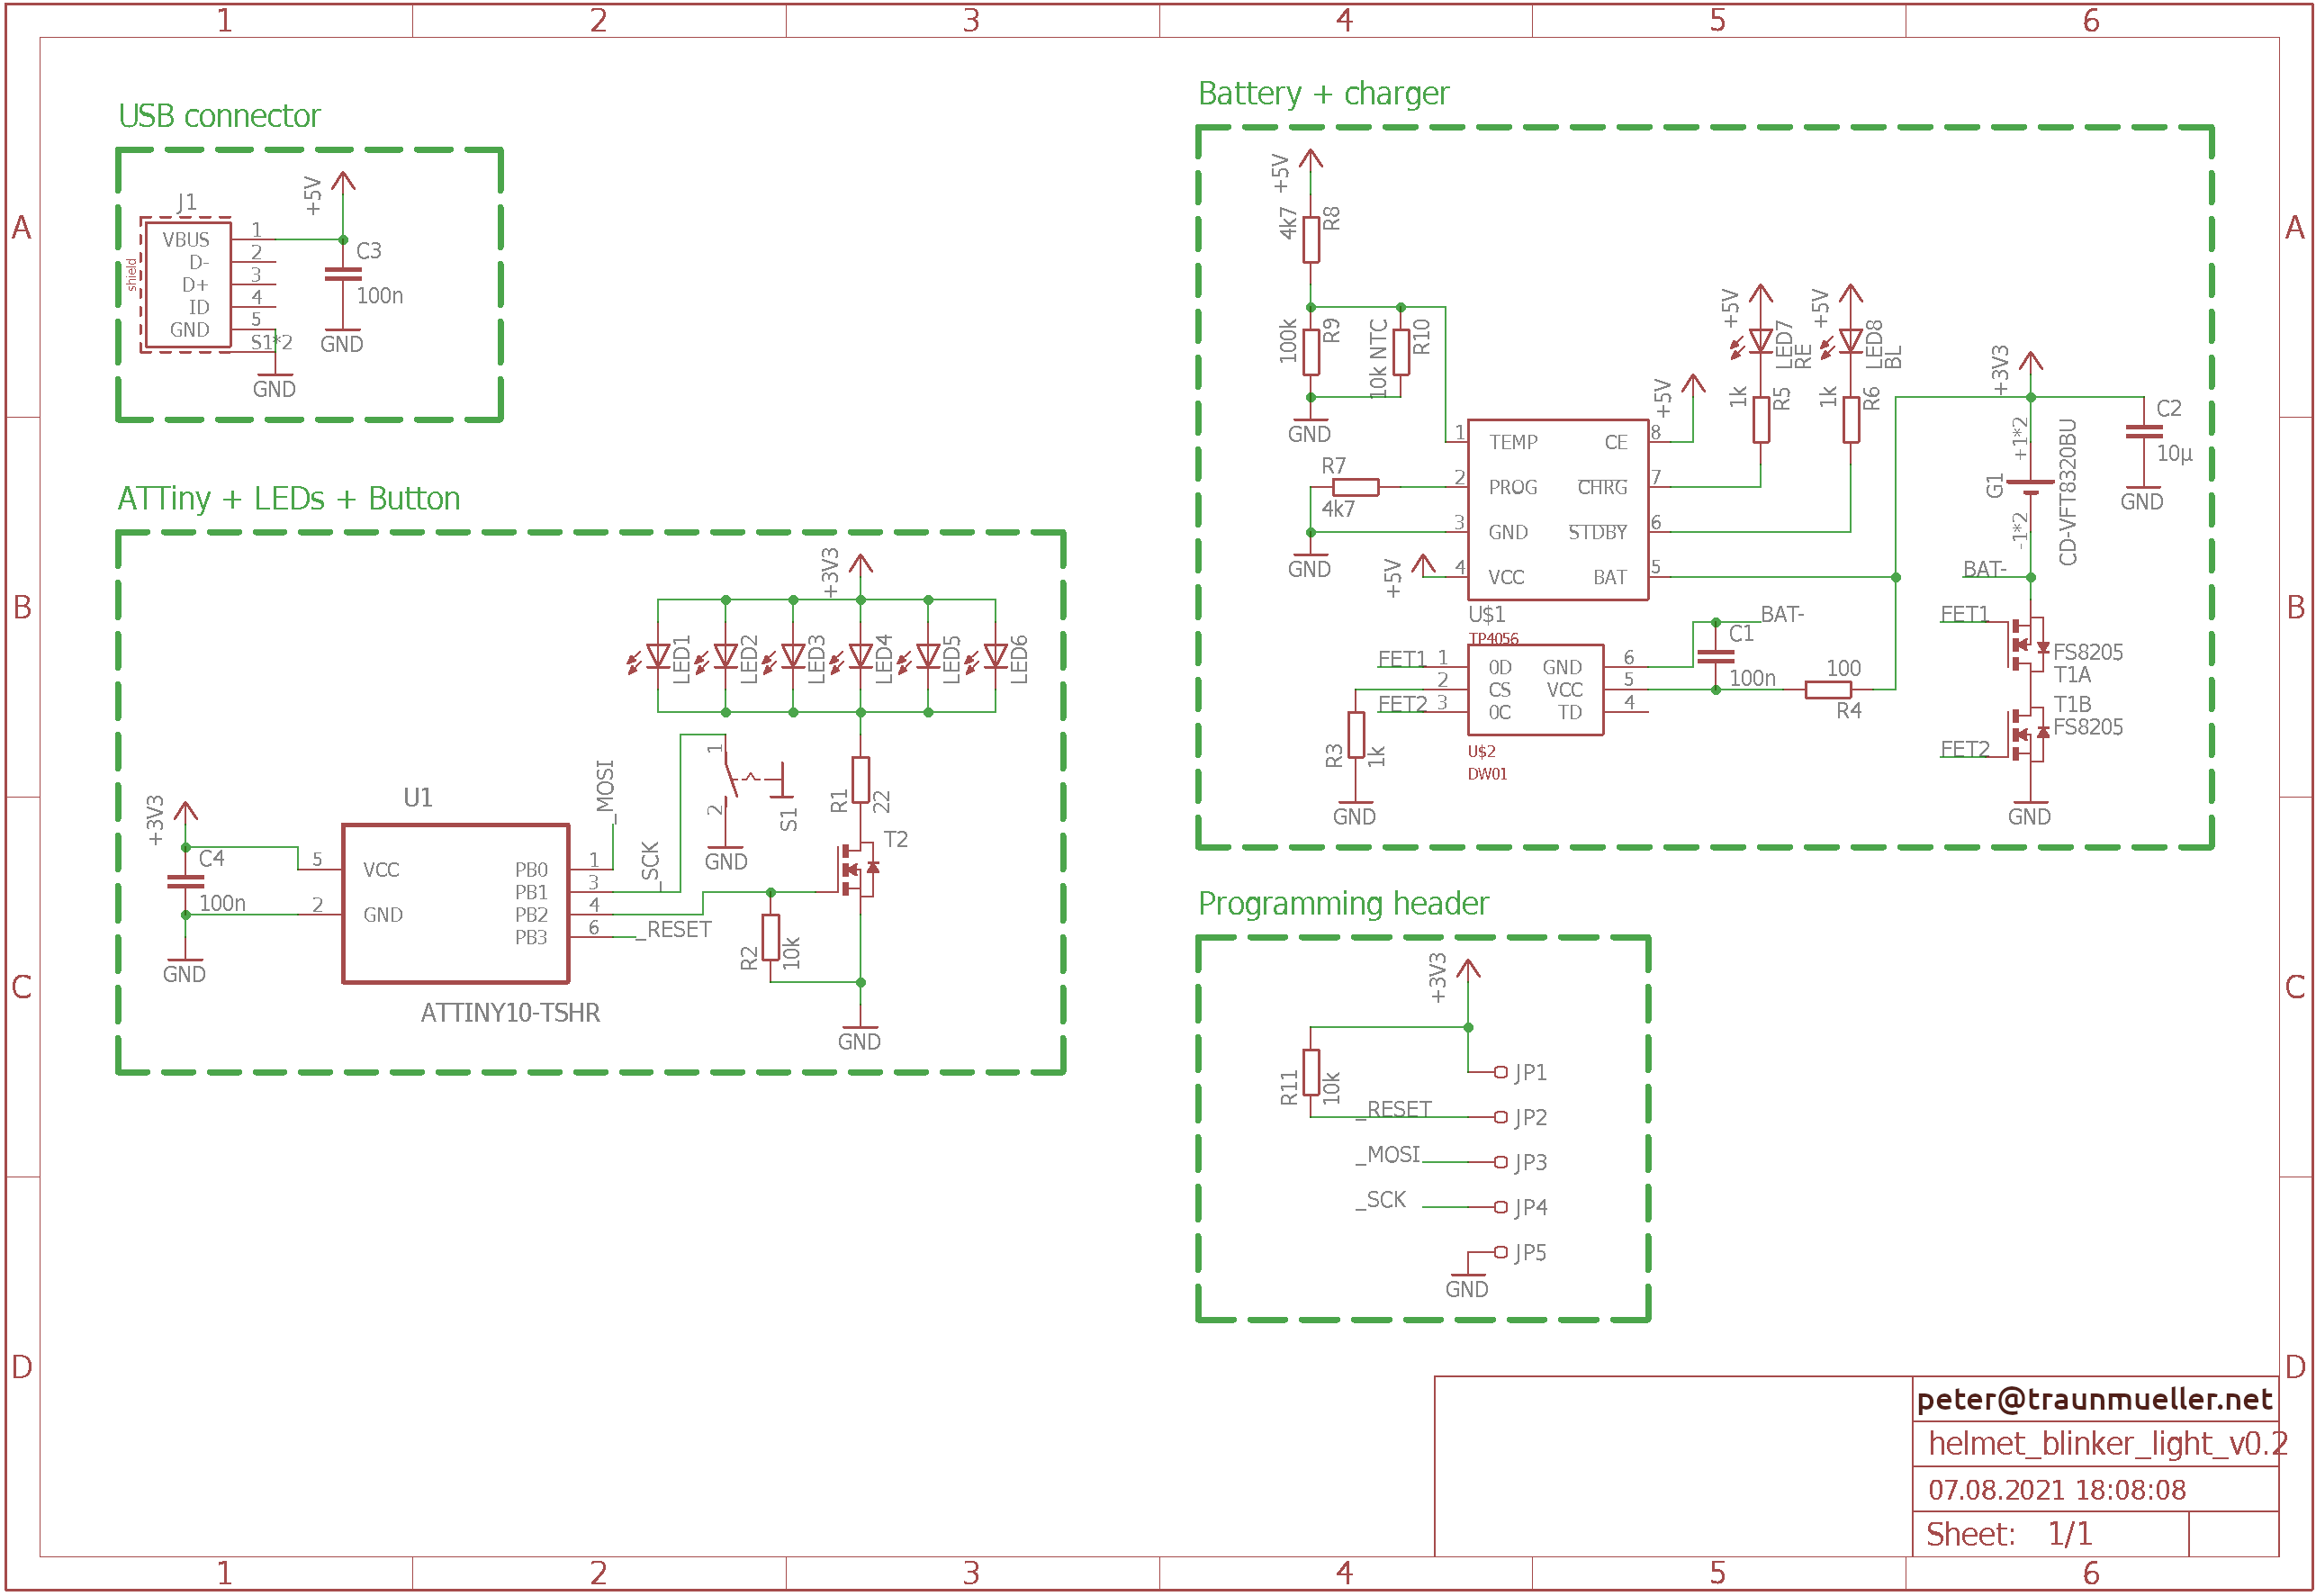 1 2 3 4 5 6
A
B
C
D
USB connector
+5V
J1
shield
VBUS 1
D- 2
D+ 3
ID 4
GND 5
S1*2
GND
C3
100n
GND
ATTiny + LEDs + Button
+3V3
LED1 LED2 LED3 LED4 LED5 LED6
_MOSI
_SCK
1
2
S1
GND
R1
22
T2
+3V3
C4
100n
GND
U1
5 VCC
2 GND
PB0 1
PB1 3
PB2 4
PB3 6
_RESET
ATTINY10-TSHR
R2
10k
GND
Battery + charger
+5V
4k7
R8
100k
R9
10k NTC
R10
GND
R7
4k7
GND
+5V
1 TEMP CE 8
2 PROG CHRG 7
3 GND STDBY 6
4 VCC BAT 5
U$1
TP4056
+5V
+5V
LED7
RE
1k
R5
+5V
LED8
BL
1k
R6
+3V3
C2
10µ
GND
+1*2
G1
-1*2
CD-VFT8320BU
BAT-
FET1
FS8205
T1A
T1B
FS8205
FET2
GND
FET1 1 0D GND 6
2 CS VCC 5
FET2 3 0C TD 4
U$2
DW01
R3
1k
GND
BAT-
C1
100n
100
R4
Programming header
+3V3
R11
10k
JP1
_RESET JP2
_MOSI JP3
_SCK JP4
JP5
GND
peter@traunmueller.net
helmet_blinker_light_v0.2
07.08.2021 18:08:08
Sheet: 1/1
A
B
C
D
1 2 3 4 5 6